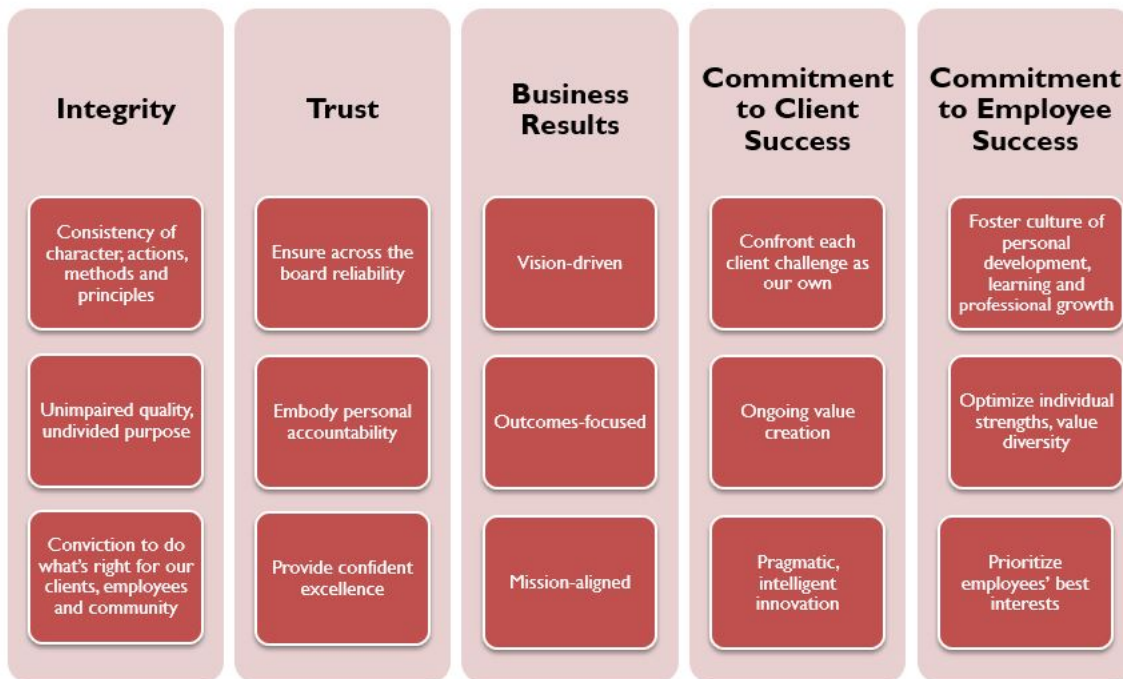 Integrity
Consistency of
character, actions,
methods and
principles
Unimpaired quality,
undivided purpose
Conviction to do
what's right for our
clients, employees
and community
Trust
Ensure across the
board reliability
Embody personal
accountability
Provide confident
excellence
Business
Results
Vision-driven
Outcomes-focused
Mission-aligned
Commitment
to Client
Success
Confront each
client challenge as
our own
Ongoing value
creation
Pragmatic,
intelligent
innovation
Commitment
to Employee
Success
Foster culture of
personal
development,
learning and
professional growth
Optimize individual
strengths, value
diversity
Prioritize
employees' best
interests